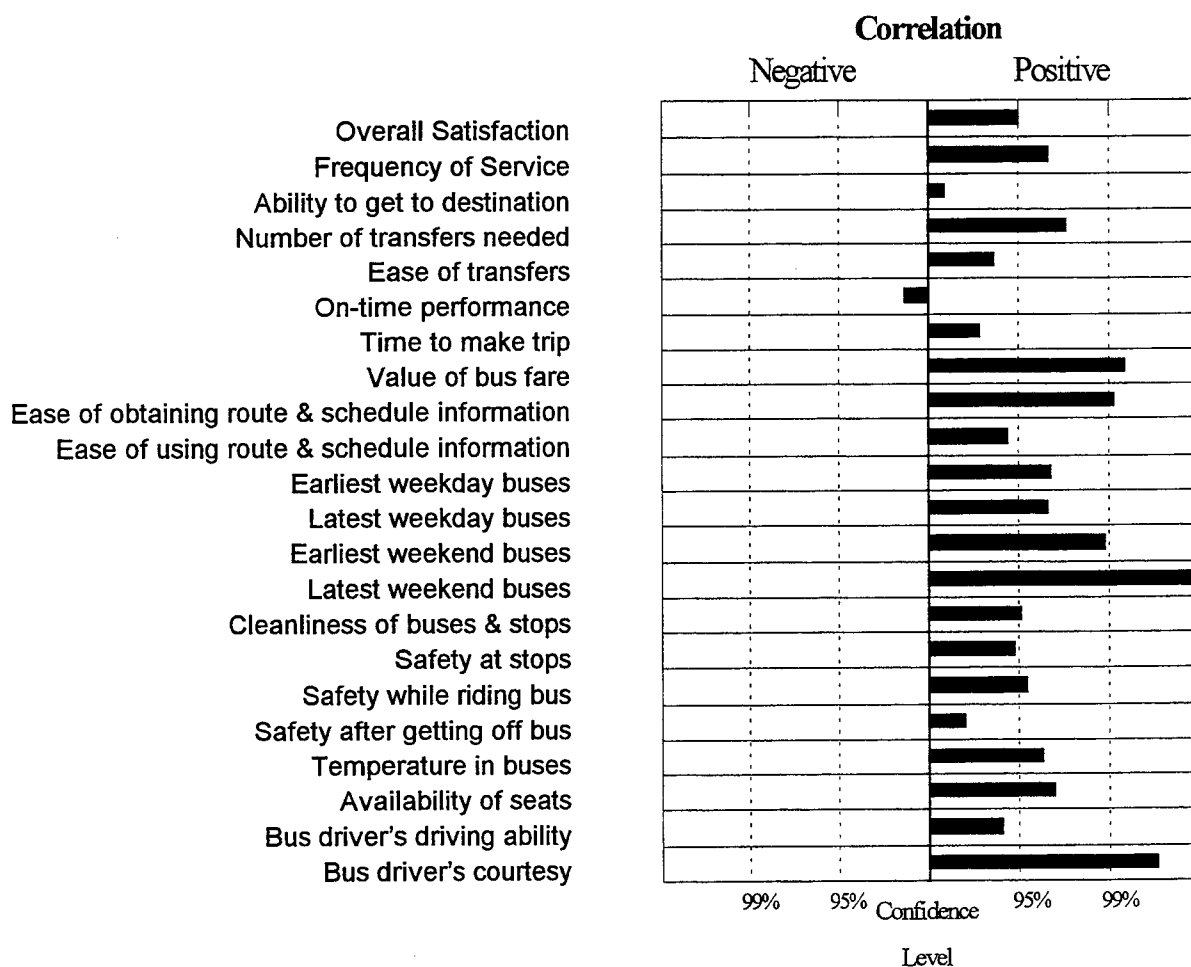 Correlation
Negative Positive
Overall Satisfaction
Frequency of Service
Ability to get to destination
Number of transfers needed
Ease of transfers
On-time performance
Time to make trip
Value of bus fare
Ease of obtaining route & schedule information
Ease of using route & schedule information
Earliest weekday buses
Latest weekday buses
Earliest weekend buses
Latest weekend buses
Cleanliness of buses & stops
Safety at stops
Safety while riding bus
Safety after getting off bus
Temperature in buses
Availability of seats
Bus driver's driving ability
Bus driver's courtesy
99% 95% Confidence 95% 99%
Level